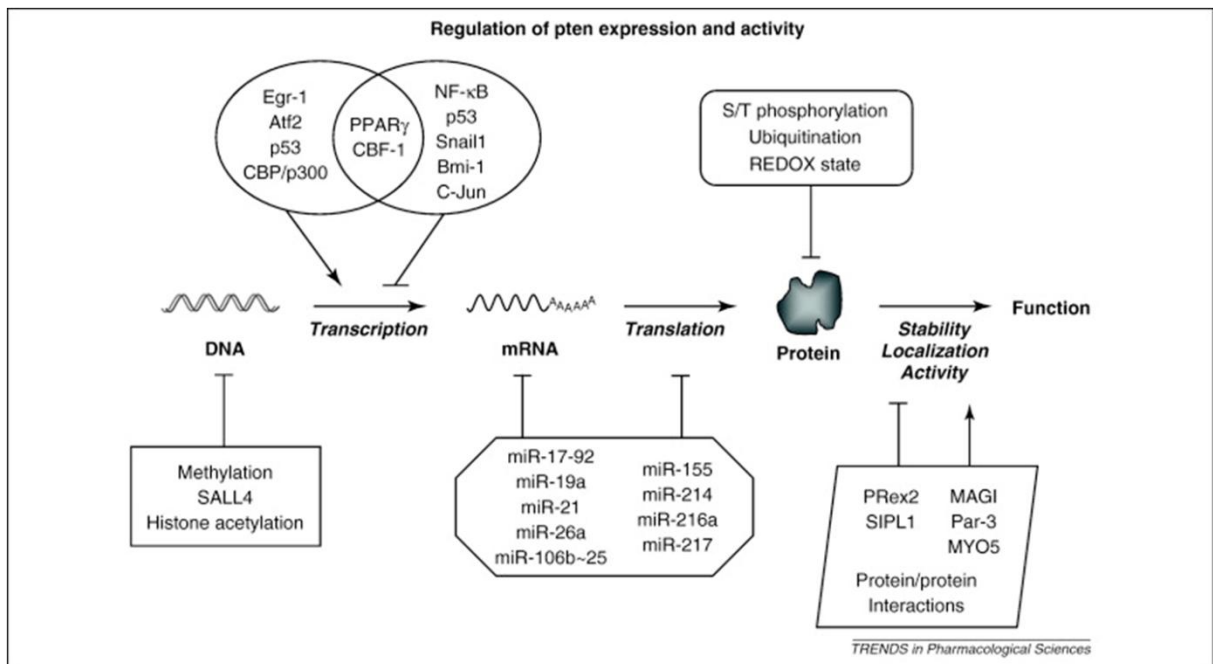 Regulation of pten expression and activity
Egr-1
Atf2
p53
CBP/p300
PPARγ
CBF-1
NF-κB
p53
Snail1
Bmi-1
C-Jun
S/T phosphorylation
Ubiquitination
REDOX state
DNA
Transcription
AAAAAA
mRNA
Translation
Protein
Stability
Localization
Activity
Function
Methylation
SALL4
Histone acetylation
miR-17-92
miR-19a
miR-21
miR-26a
miR-106b~25
miR-155
miR-214
miR-216a
miR-217
PRex2
SIPL1
MAGI
Par-3
MYO5
Protein/protein
Interactions
TRENDS in Pharmacological Sciences